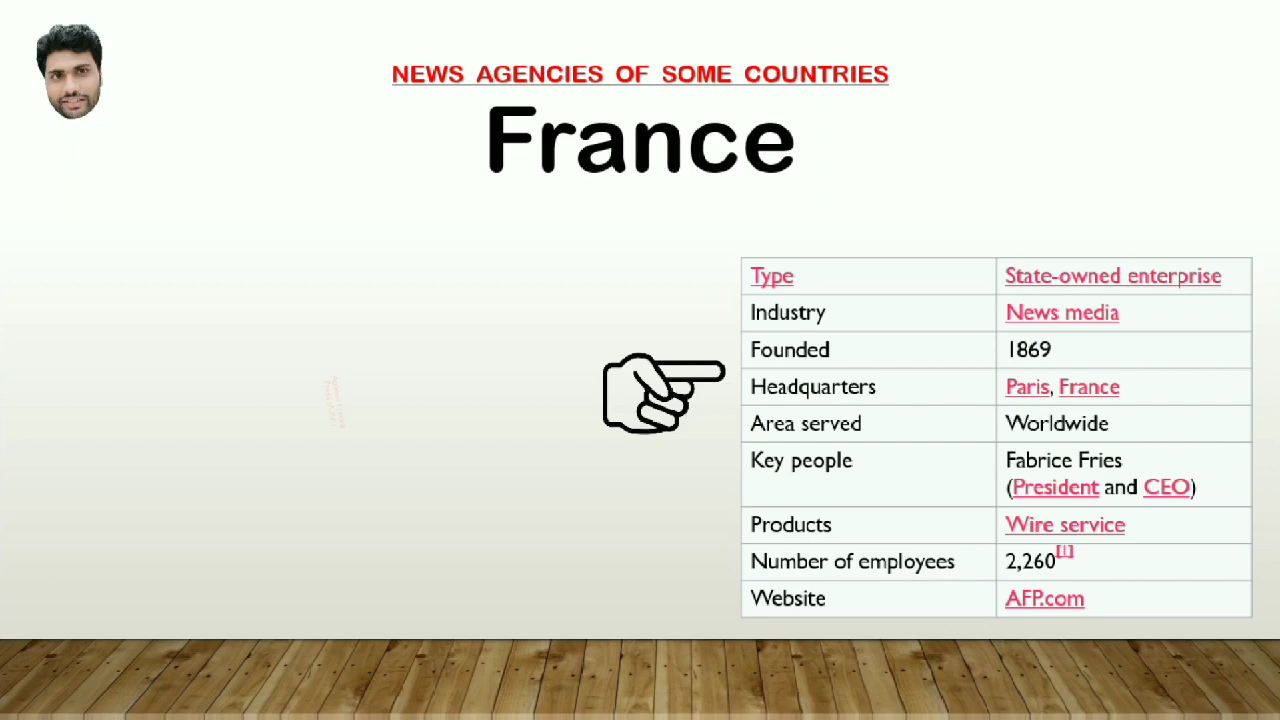 NEWS AGENCIES OF SOME COUNTRIES
France
Type State-owned enterprise
Industry News media
Founded 1869
Headquarters Paris, France
Area served Worldwide
Key people Fabrice Fries
(President and CEO)
Products Wire service
Number of employees 2,260[1]
Website AFP.com